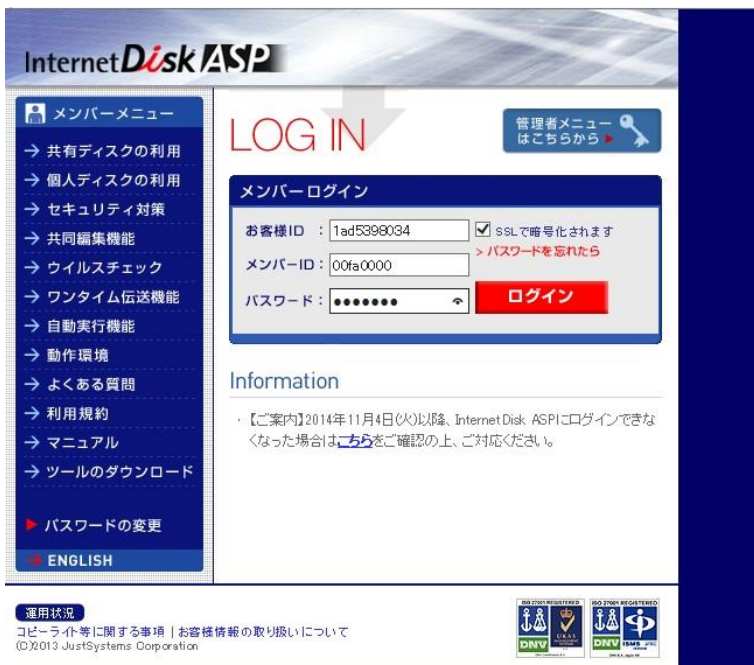 InternetDisk ASP
メンバーメニュー
→ 共有ディスクの利用
→ 個人ディスクの利用
→ セキュリティ対策
→ 共同編集機能
→ ウイルスチェック
→ ワンタイム伝送機能
→ 自動実行機能
→ 動作環境
→ よくある質問
→ 利用規約
→ マニュアル
→ ツールのダウンロード
パスワードの変更
ENGLISH
LOG IN
管理者メニュー
はこちらから
メンバーログイン
お客様ID : 1ad5398034 SSLで暗号化されます
> パスワードを忘れたら
メンバーID : 00fa0000
パスワード : ●●●●●●●
ログイン
Information
・【ご案内】2014年11月4日(火)以降、InternetDisk ASPにログインできな
くなった場合はこちらをご確認の上、ご対応ください。
運用状況
コピーライト等に関する事項 | お客様情報の取り扱いについて
(C)2013 JustSystems Corporation
ISO 27001 REGISTERED
DNV
UKAS
MANAGEMENT
SYSTEMS
ISO 27001 REGISTERED
DNV
ISMS